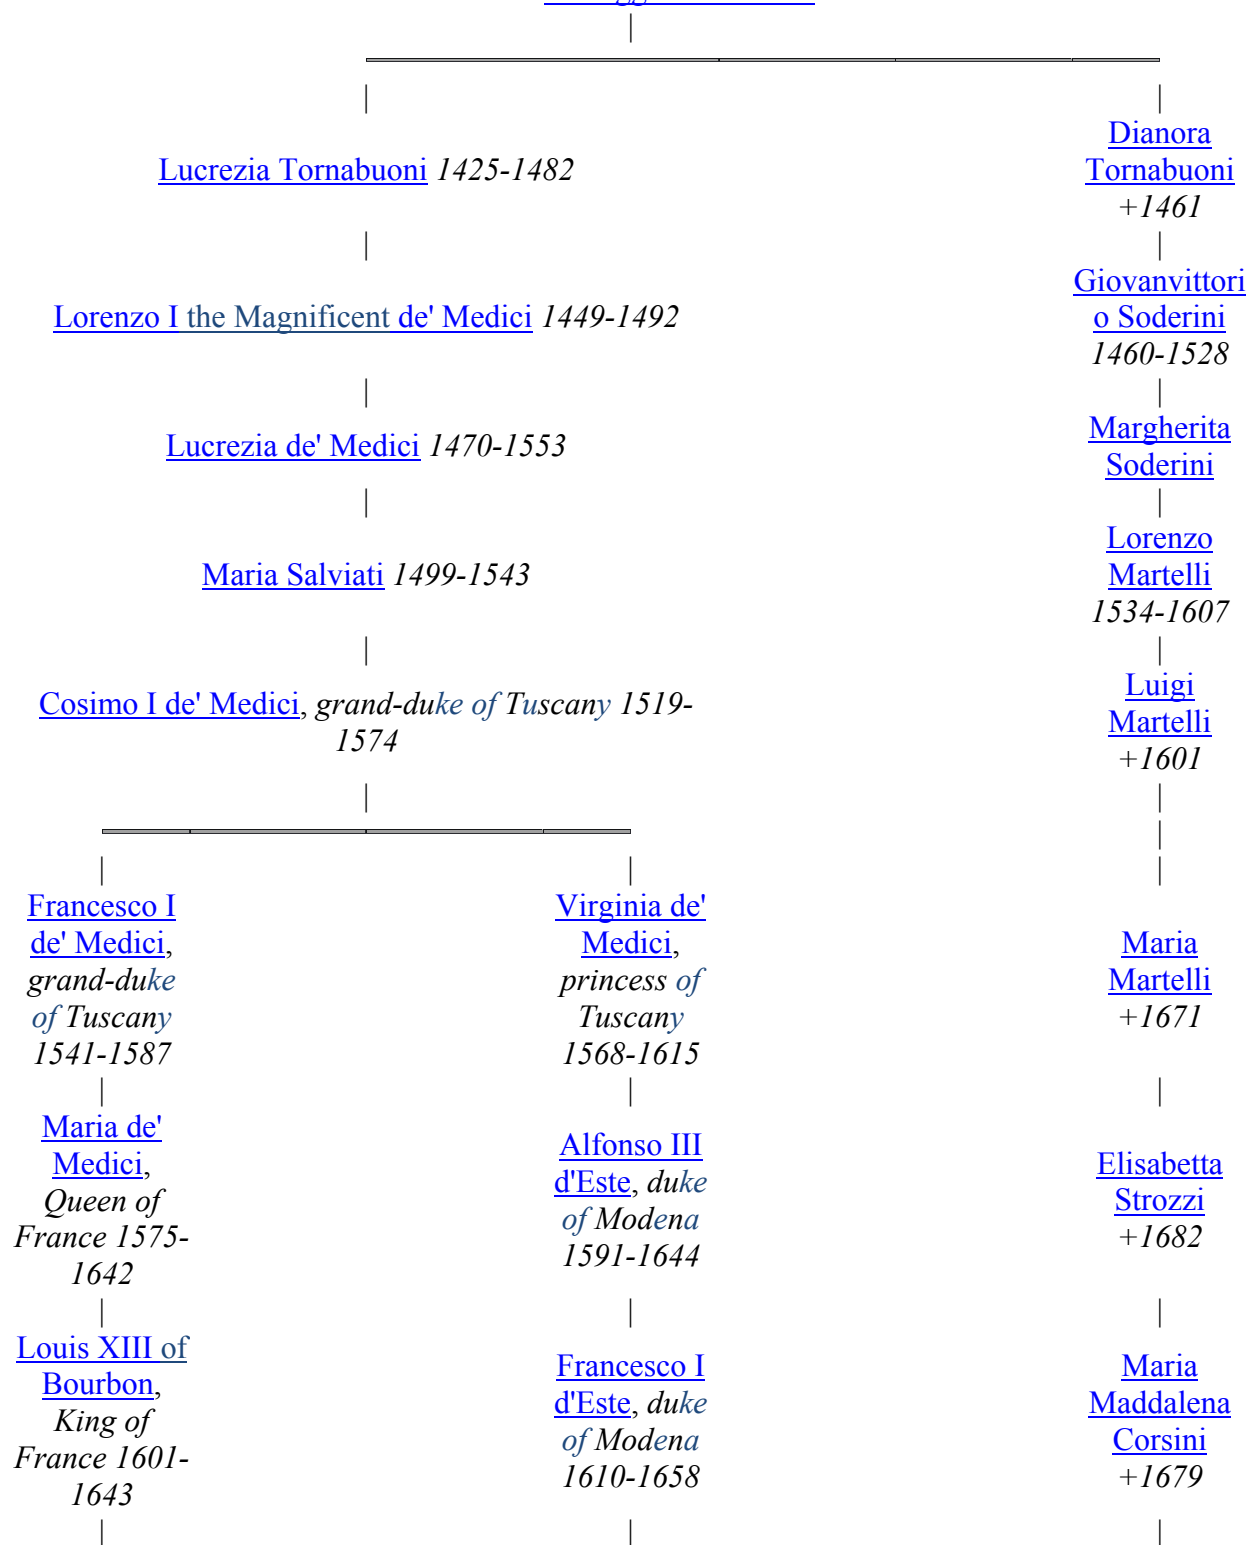 Lucrezia Tornabuoni 1425-1482
Dianora
Tornabuoni
+1461
Lorenzo I the Magnificent de' Medici 1449-1492
Giovanvittori
o Soderini
1460-1528
Lucrezia de' Medici 1470-1553
Margherita
Soderini
Maria Salviati 1499-1543
Lorenzo
Martelli
1534-1607
Cosimo I de' Medici, grand-duke of Tuscany 1519-
1574
Luigi
Martelli
+1601
Francesco I
de' Medici,
grand-duke
of Tuscany
1541-1587
Virginia de'
Medici,
princess of
Tuscany
1568-1615
Maria
Martelli
+1671
Maria de'
Medici,
Queen of
France 1575-
1642
Alfonso III
d'Este, duke
of Modena
1591-1644
Elisabetta
Strozzi
+1682
Louis XIII of
Bourbon,
King of
France 1601-
1643
Francesco I
d'Este, duke
of Modena
1610-1658
Maria
Maddalena
Corsini
+1679